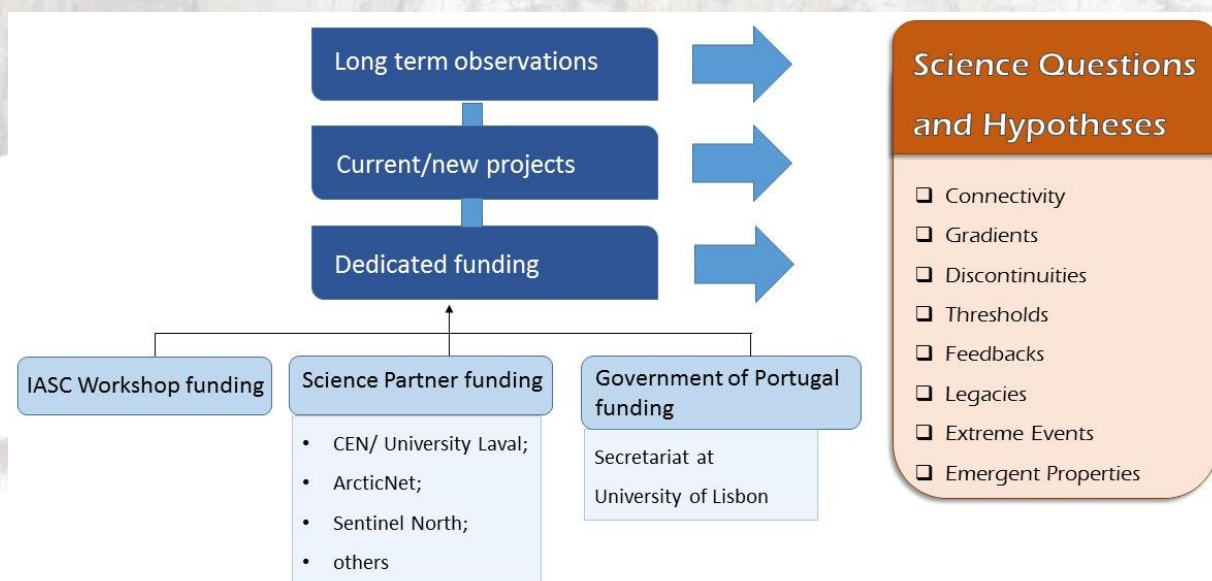 Long term observations
Current/new projects
Dedicated funding
IASC Workshop funding
Science Partner funding
• CEN/ University Laval;
• ArcticNet;
• Sentinel North;
• others
Government of Portugal
funding
Secretariat at
University of Lisbon
Science Questions
and Hypotheses
❑ Connectivity
❑ Gradients
❑ Discontinuities
❑ Thresholds
❑ Feedbacks
❑ Legacies
❑ Extreme Events
❑ Emergent Properties